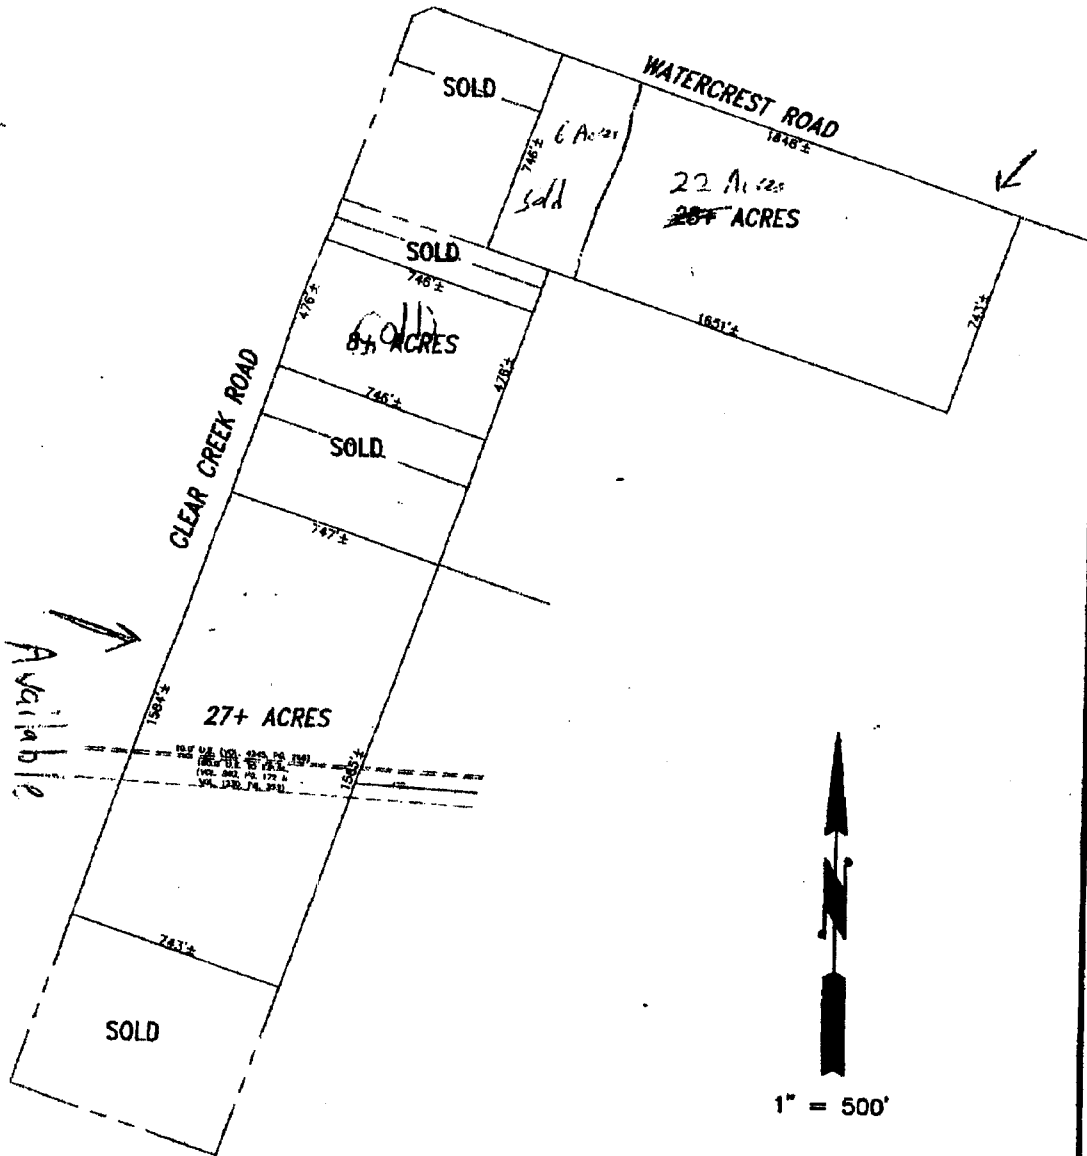 WATERCREST ROAD
1648'±
SOLD
6 Acres
746'±
sold
22 Acres
28+ ACRES
743'±
1651'±
SOLD
746'±
476'±
Sold
8+ ACRES
476'±
746'±
CLEAR CREEK ROAD
SOLD
747'±
Available
1584'±
27+ ACRES
1585'±
743'±
SOLD
N
1" = 500'